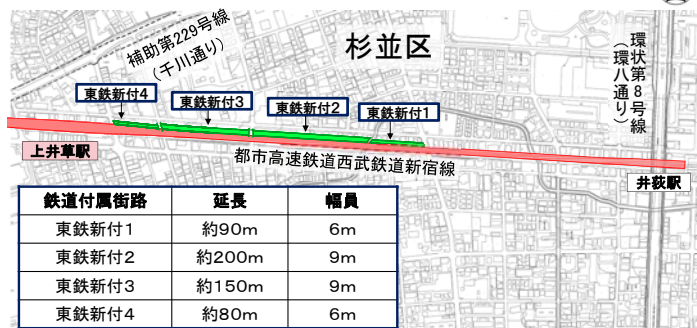 補助第229号線
(千川通り)
杉並区
環状第8号線
(環八通り)
東鉄新付4
東鉄新付3
東鉄新付2
東鉄新付1
上井草駅
都市高速鉄道西武鉄道新宿線
井荻駅
鉄道付属街路 延長 幅員
東鉄新付1 約90m 6m
東鉄新付2 約200m 9m
東鉄新付3 約150m 9m
東鉄新付4 約80m 6m